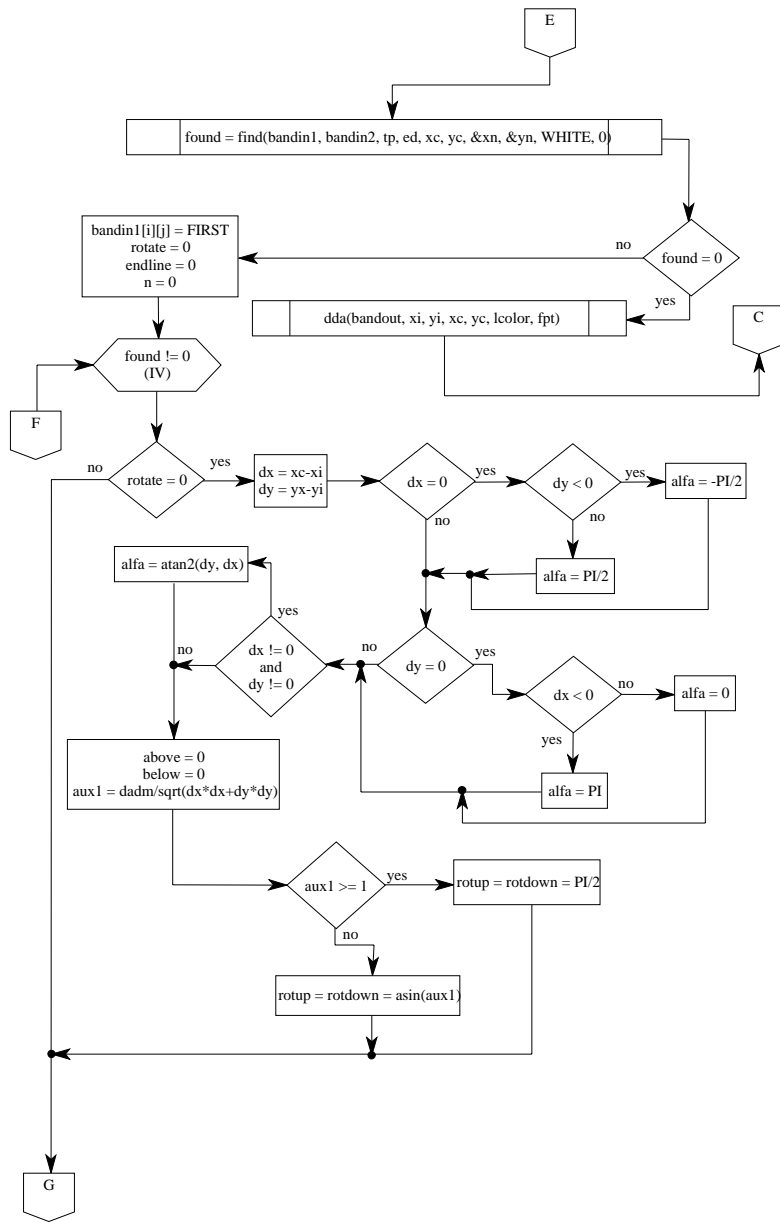 E
found = find(bandin1, bandin2, tp, ed, xc, yc, &xn, &yn, WHITE, 0)
bandin1[i][j] = FIRST
rotate = 0
endline = 0
n = 0
no
found = 0
yes
dda(bandout, xi, yi, xc, yc, lcolor, fpt)
C
found != 0
(IV)
F
no
rotate = 0
yes
dx = xc-xi
dy = yx-yi
dx = 0
yes
dy < 0
yes
alfa = -PI/2
no
no
alfa = PI/2
alfa = atan2(dy, dx)
yes
dx != 0
and
dy != 0
no
no
dy = 0
yes
dx < 0
no
alfa = 0
yes
alfa = PI
above = 0
below = 0
aux1 = dadm/sqrt(dx*dx+dy*dy)
aux1 >= 1
yes
rotup = rotdown = PI/2
no
rotup = rotdown = asin(aux1)
G